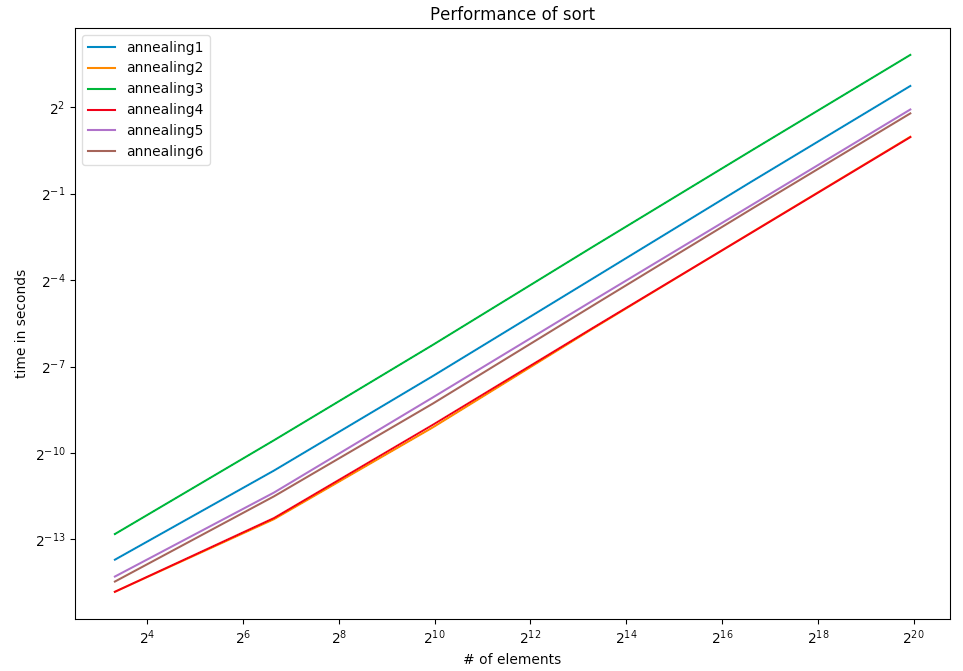 Performance of sort
annealing1
annealing2
annealing3
annealing4
annealing5
annealing6
time in seconds
2^2
2^−1
2^−4
2^−7
2^−10
2^−13
2^4 2^6 2^8 2^10 2^12 2^14 2^16 2^18 2^20
# of elements